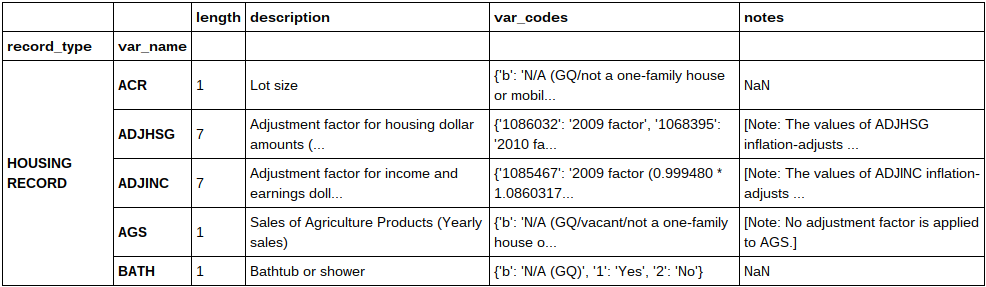 length description var_codes notes
record_type var_name
HOUSING
RECORD
ACR 1 Lot size {'b': 'N/A (GQ/not a one-family house
or mobil... NaN
ADJHSG 7 Adjustment factor for housing dollar
amounts (... {'1086032': '2009 factor', '1068395':
'2010 fa... [Note: The values of ADJHSG
inflation-adjusts ...
ADJINC 7 Adjustment factor for income and
earnings doll... {'1085467': '2009 factor (0.999480 *
1.0860317... [Note: The values of ADJINC inflation-
adjusts ...
AGS 1 Sales of Agriculture Products (Yearly
sales) {'b': 'N/A (GQ/vacant/not a one-family
house o... [Note: No adjustment factor is applied
to AGS.]
BATH 1 Bathtub or shower {'b': 'N/A (GQ)', '1': 'Yes', '2': 'No'} NaN